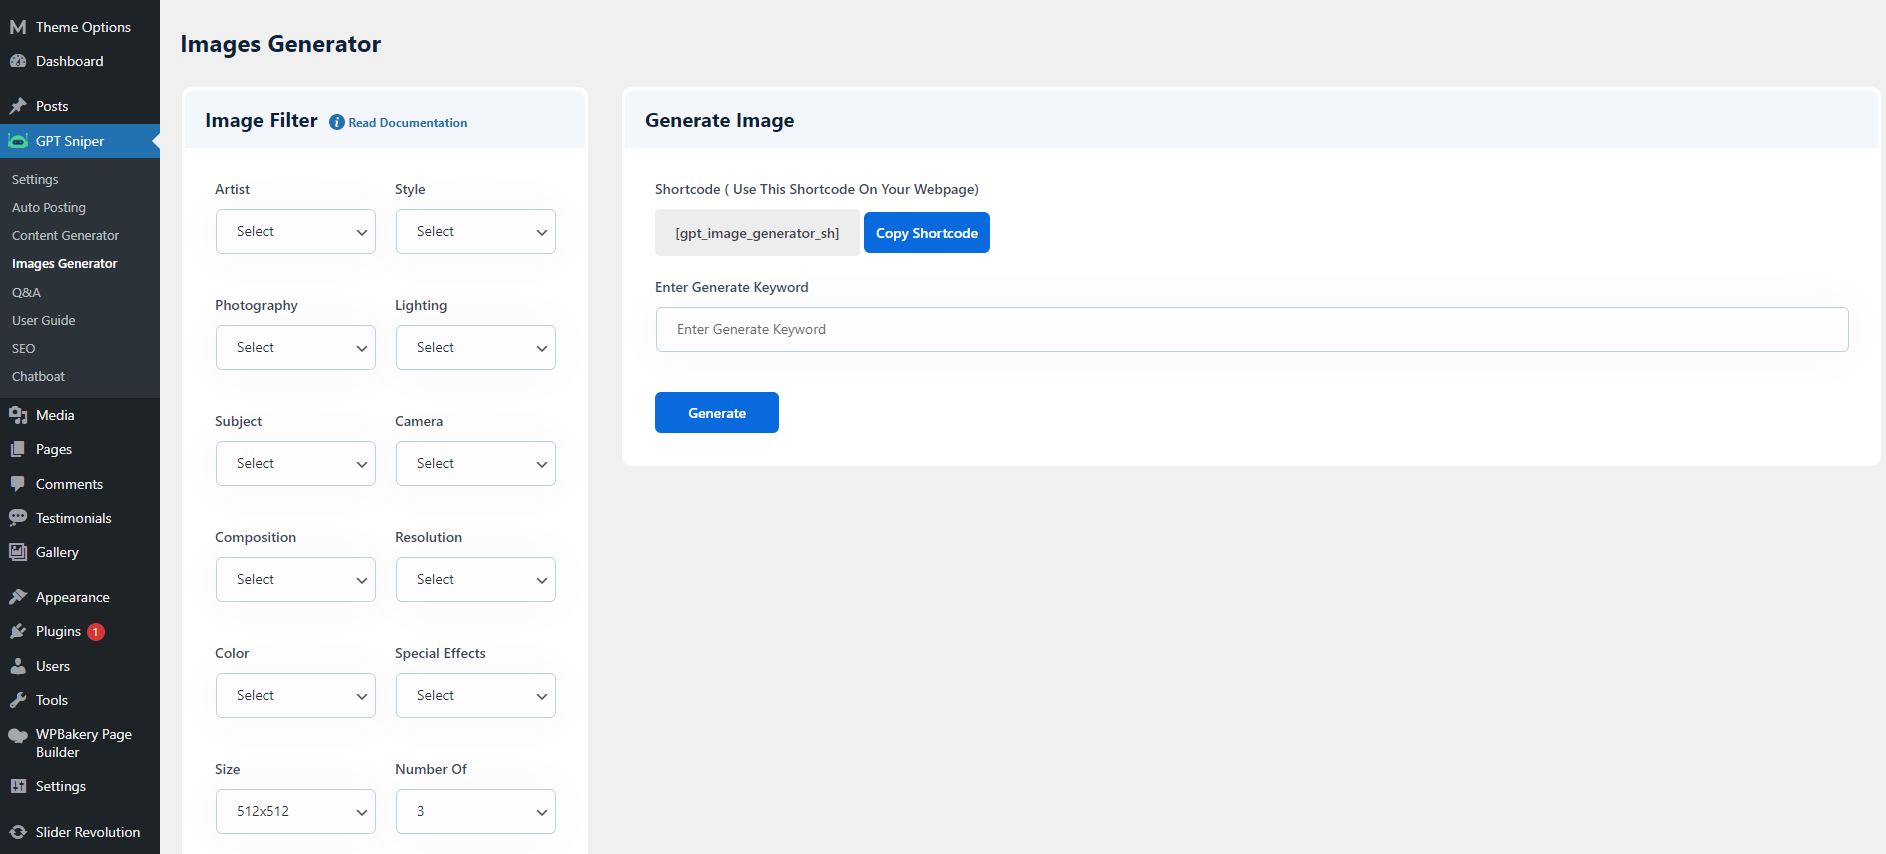 Theme Options
Dashboard
Posts
GPT Sniper
Settings
Auto Posting
Content Generator
Images Generator
Q&A
User Guide
SEO
Chatboat
Media
Pages
Comments
Testimonials
Gallery
Appearance
Plugins 1
Users
Tools
WPBakery Page
Builder
Settings
Slider Revolution
Images Generator
Image Filter i Read Documentation
Artist Style
Select Select
Photography Lighting
Select Select
Subject Camera
Select Select
Composition Resolution
Select Select
Color Special Effects
Select Select
Size Number Of
512x512 3
Generate Image
Shortcode ( Use This Shortcode On Your Webpage)
[gpt_image_generator_sh] Copy Shortcode
Enter Generate Keyword
Enter Generate Keyword
Generate